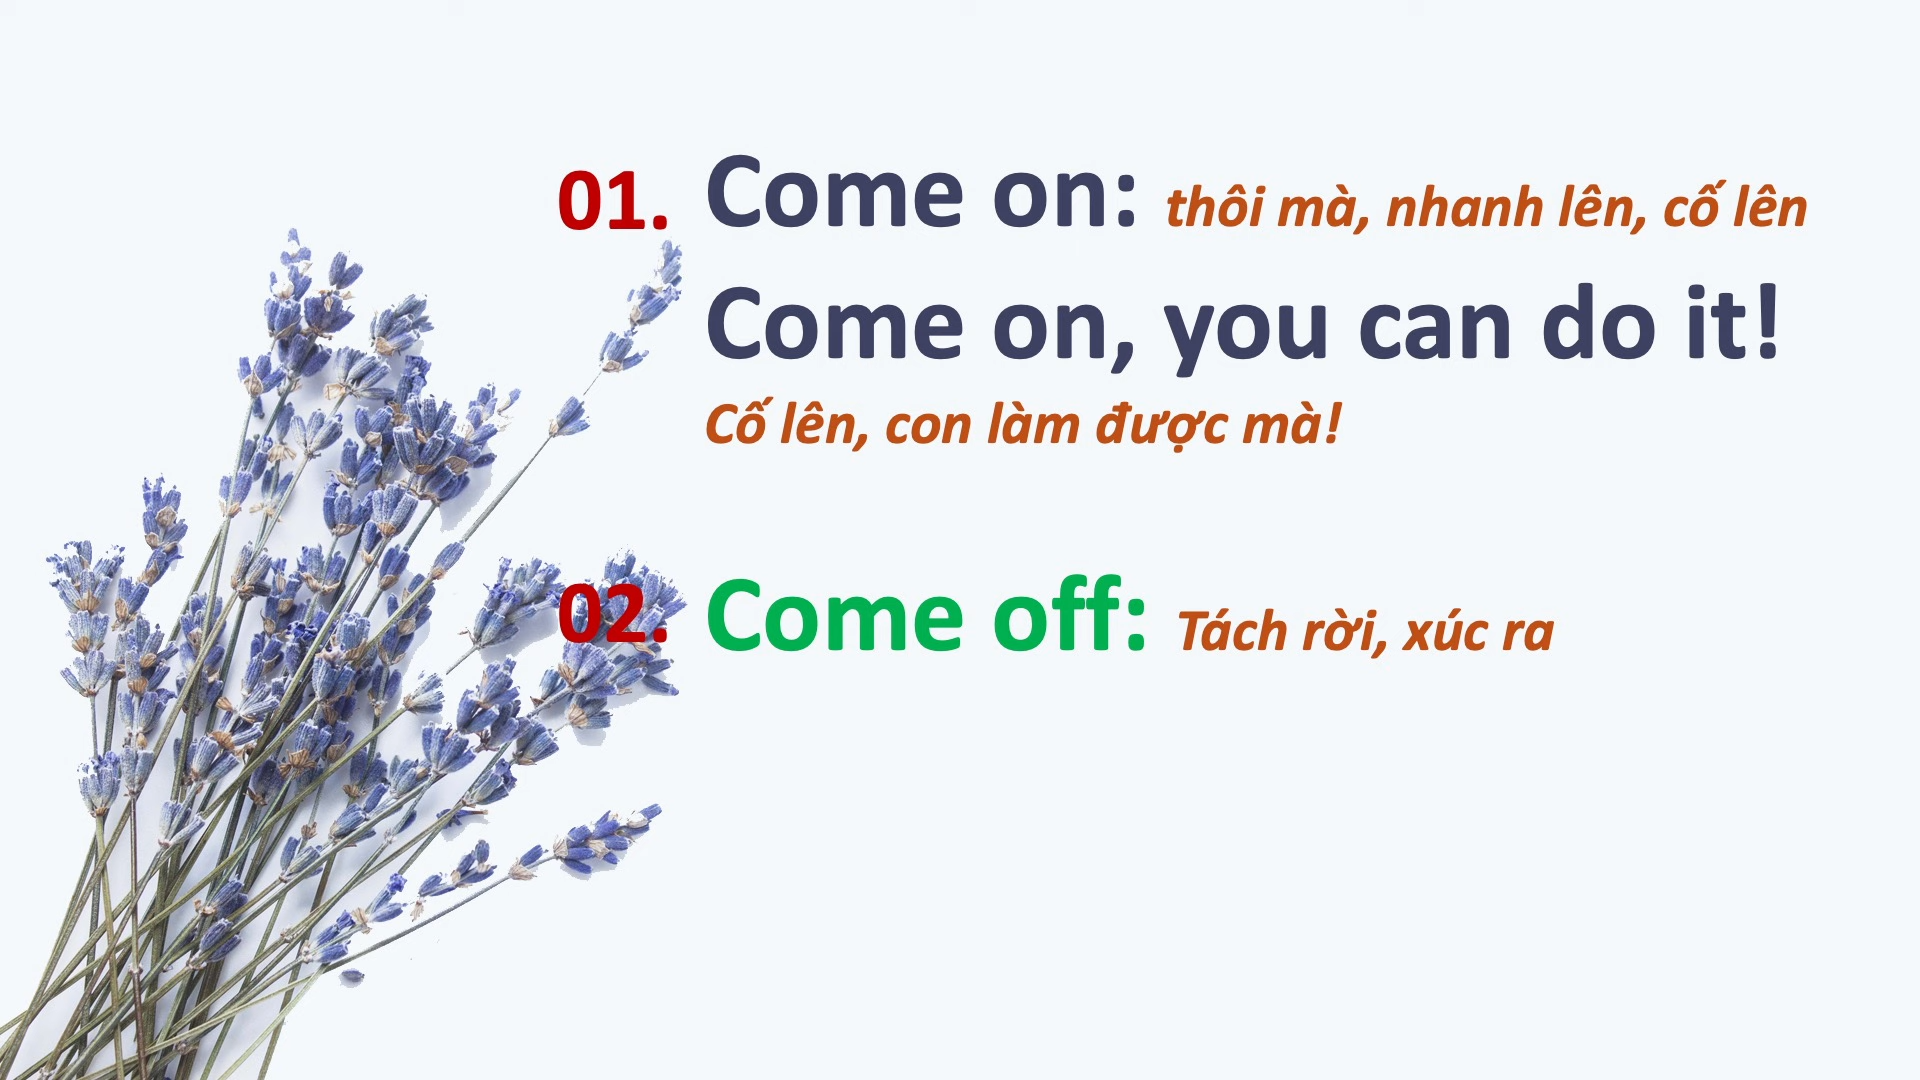 01. Come on: thôi mà, nhanh lên, cố lên
Come on, you can do it!
Cố lên, con làm được mà!
02. Come off: Tách rời, xúc ra